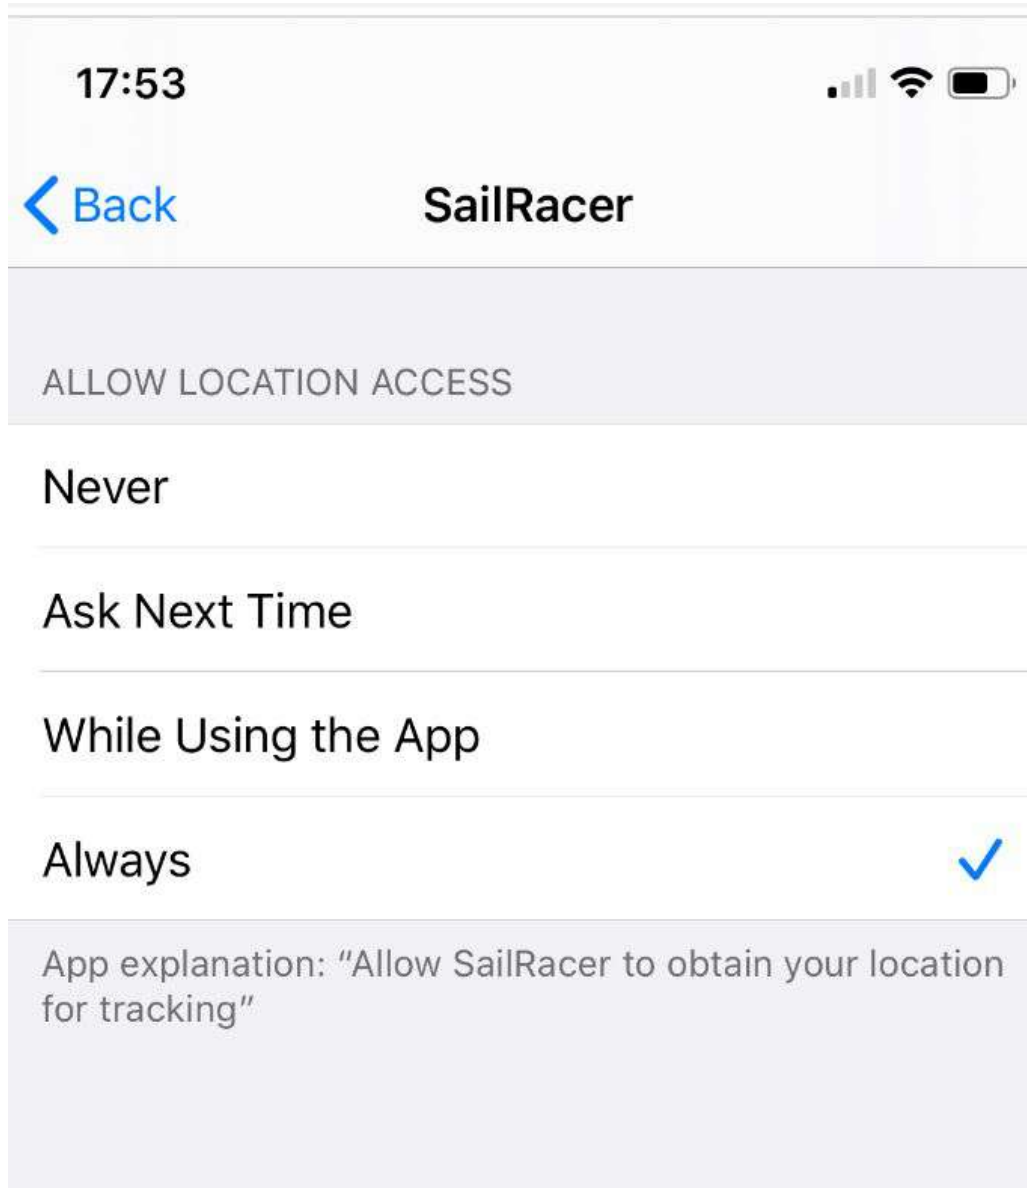 17:53
Back
SailRacer
ALLOW LOCATION ACCESS
Never
Ask Next Time
While Using the App
Always
App explanation: “Allow SailRacer to obtain your location
for tracking”